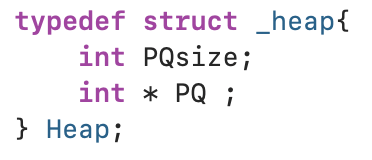 typedef struct _heap{
    int PQsize;
    int * PQ ;
} Heap;